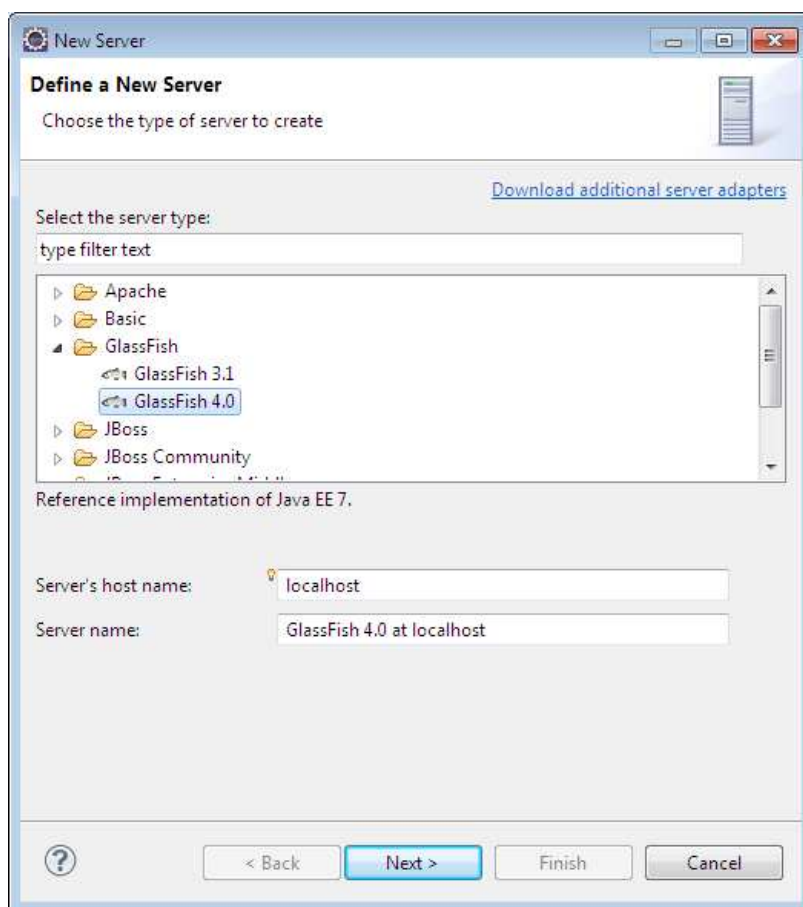 New Server
Define a New Server
Choose the type of server to create
Download additional server adapters
Select the server type:
type filter text
Apache
Basic
GlassFish
GlassFish 3.1
GlassFish 4.0
JBoss
JBoss Community
Reference implementation of Java EE 7.
Server's host name: localhost
Server name: GlassFish 4.0 at localhost
? < Back Next > Finish Cancel